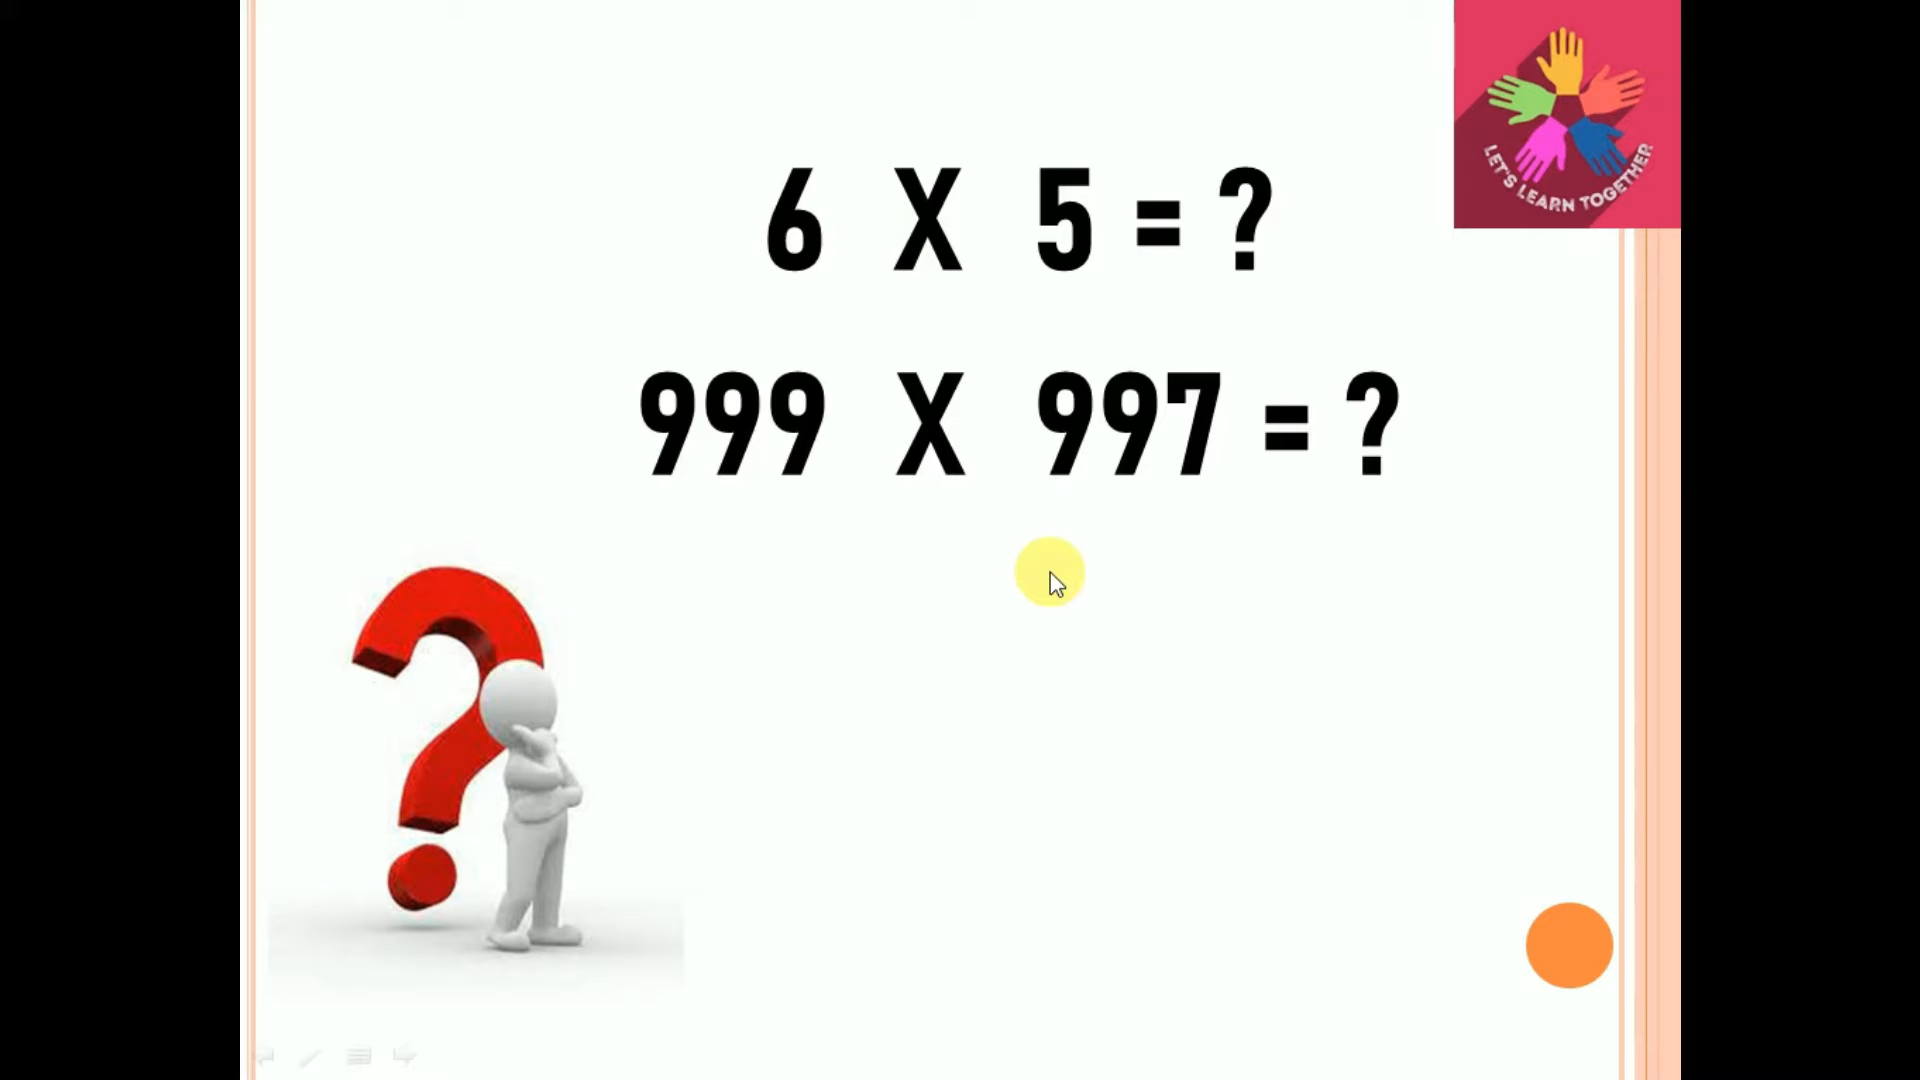 6 X 5 = ?
999 X 997 = ?
LET'S LEARN TOGETHER